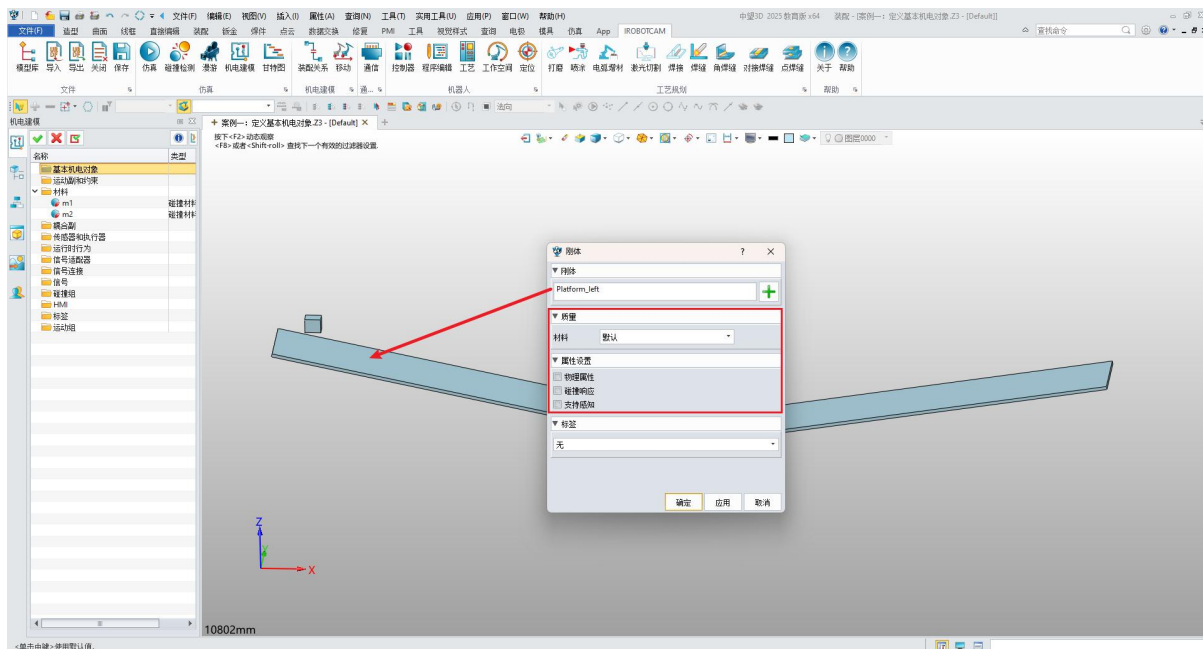 文件(F) 编辑(E) 视图(V) 插入(I) 属性(A) 查询(N) 工具(T) 实用工具(U) 应用(P) 窗口(W) 帮助(H) 中望3D 2025 教育版 x64 装配 - [案例一：定义基本机电对象.Z3 - [Default]]
文件(F) 造型 曲面 线框 直接编辑 装配 钣金 焊件 点云 数据交换 修复 PMI 工具 视觉样式 查询 电极 模具 仿真 App IROBOTCAM 查找命令
模型库 导入 导出 关闭 保存 仿真 碰撞检测 漫游 机电建模 甘特图 装配关系 移动 通信 控制器 程序编辑 工艺 工作空间 定位 打磨 喷涂 电弧增材 激光切割 焊接 焊缝 角焊缝 对接焊缝 点焊缝 关于 帮助
文件 仿真 机电建模 通... 机器人 工艺规划 帮助
法向
机电建模
+ 案例一：定义基本机电对象.Z3 - [Default] × +
按下<F2>动态观察
<F8>或者<Shift-roll> 查找下一个有效的过滤器设置.
图层0000
名称 类型
基本机电对象
运动副和约束
材料
m1 碰撞材料
m2 碰撞材料
耦合副
传感器和执行器
运行时行为
信号适配器
信号连接
信号
碰撞组
HMI
标签
运动组
刚体 ? ×
刚体
Platform_left
质里
材料 默认
属性设置
物理属性
碰撞响应
支持感知
标签
无
确定 应用 取消
Z
Y
X
10802mm
<单击中键>使用默认值.